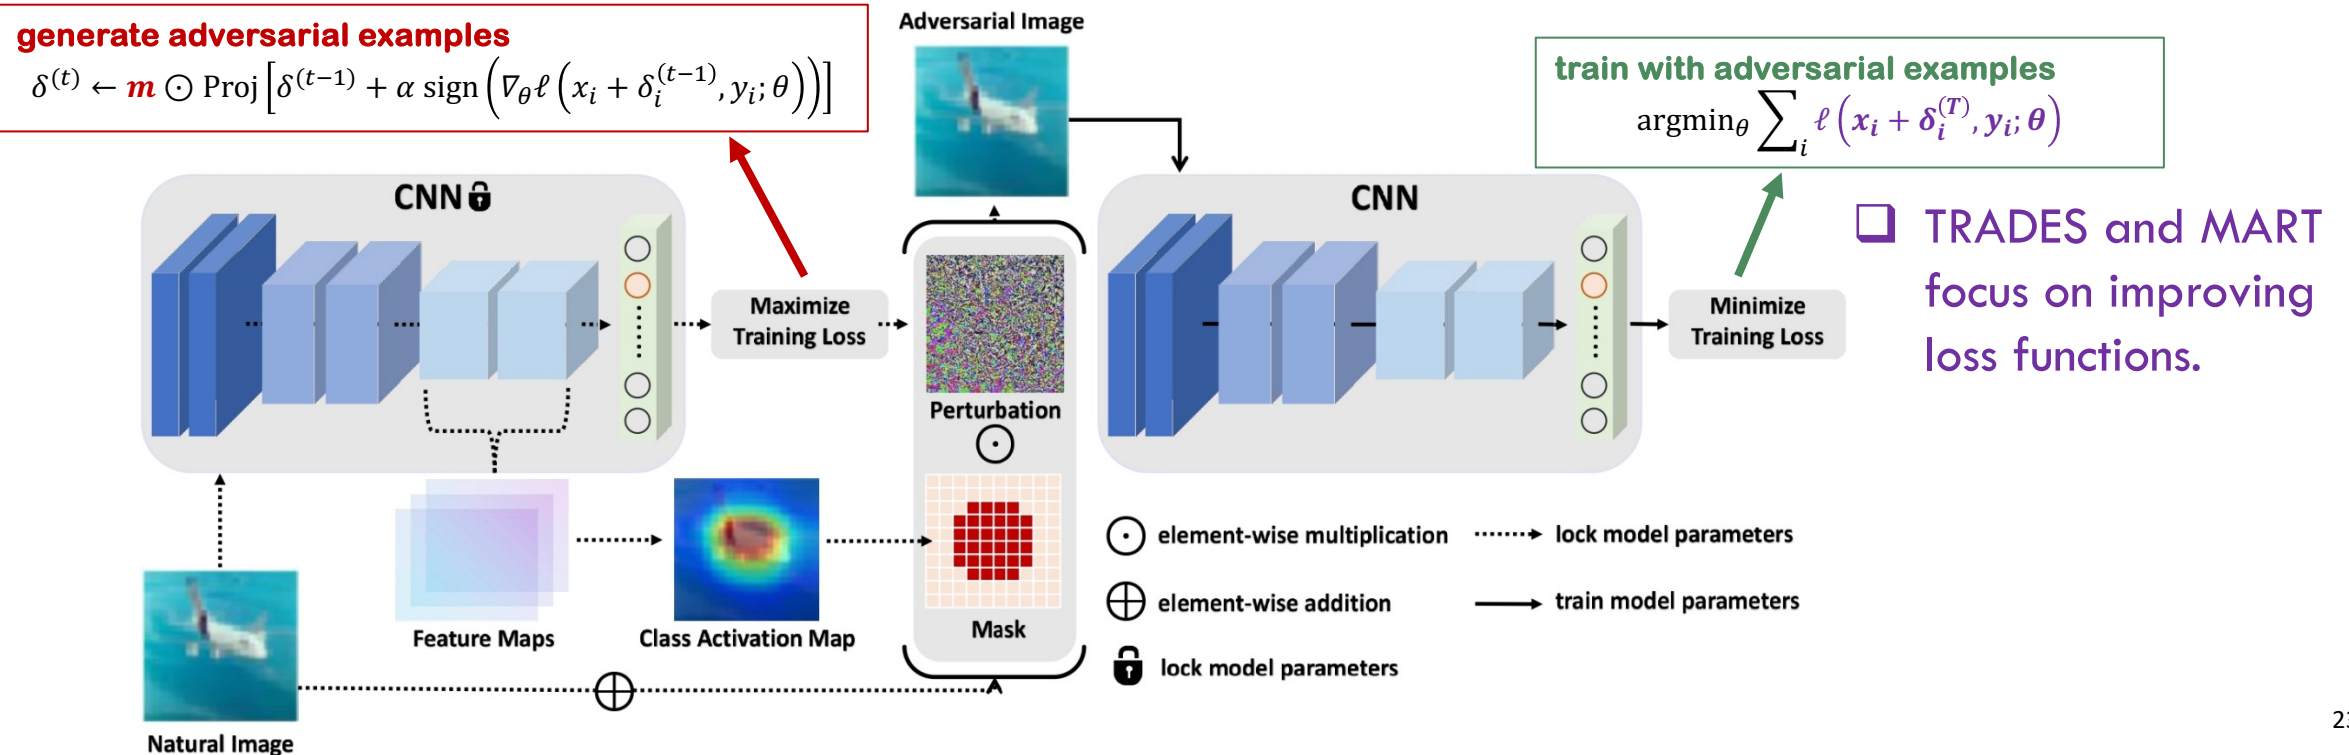 generate adversarial examples
δ^(t) ← m ⊙ Proj [δ^(t−1) + α sign (∇_θ ℓ (x_i + δ_i^(t−1), y_i; θ))]
Adversarial Image
train with adversarial examples
argmin_θ ∑_i ℓ (x_i + δ_i^(T), y_i; θ)
CNN
CNN
❑ TRADES and MART
focus on improving
loss functions.
Maximize
Training Loss
Minimize
Training Loss
Perturbation
Feature Maps
Class Activation Map
Mask
Natural Image
element-wise multiplication
lock model parameters
element-wise addition
train model parameters
lock model parameters